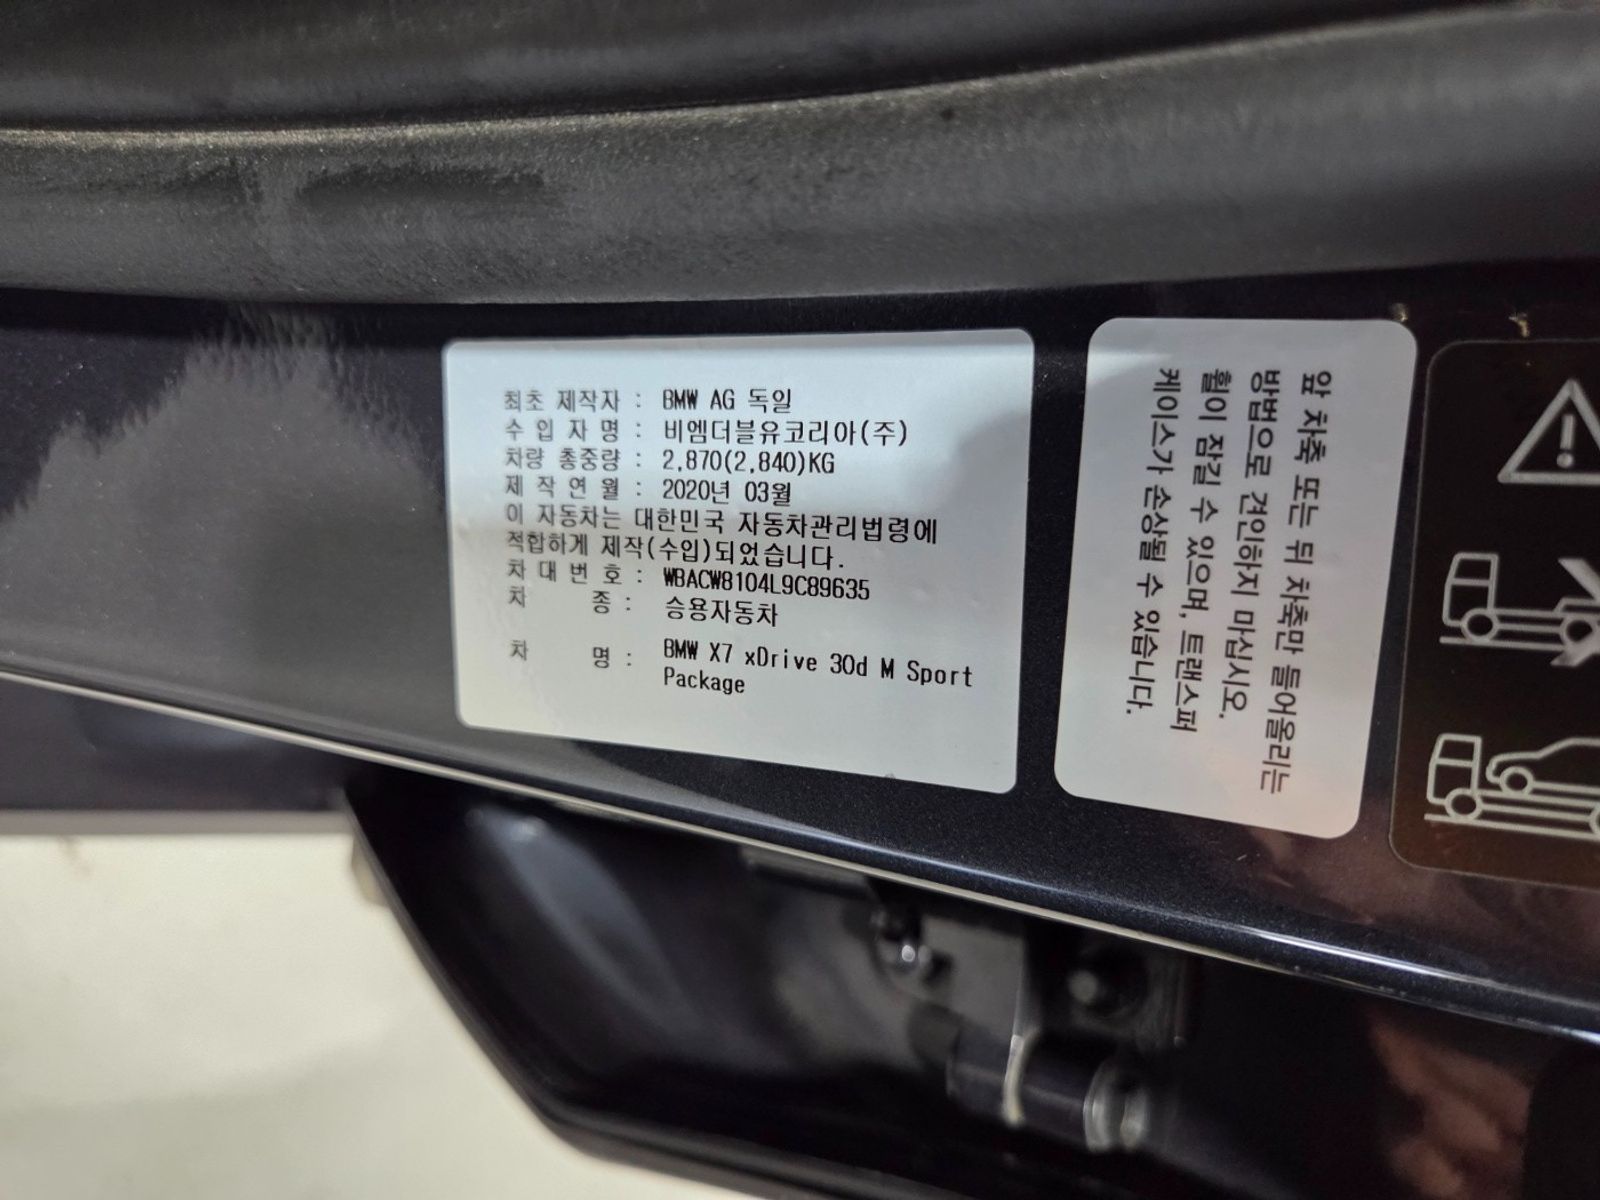 최초 제작자 : BMW AG 독일
수 입 자 명 : 비엠더블유코리아(주)
차량 총중량 : 2,870(2,840)KG
제 작 연 월 : 2020년 03월
이 자동차는 대한민국 자동차관리법령에
적합하게 제작(수입)되었습니다.
차 대 번 호 : WBACW8104L9C89635
차 종 : 승용자동차
차 명 : BMW X7 xDrive 30d M Sport
Package
앞 차축 또는 뒤 차축만 들어올리는
방법으로 견인하지 마십시오.
휠이 잠길 수 있으며, 트랜스퍼
케이스가 손상될 수 있습니다.